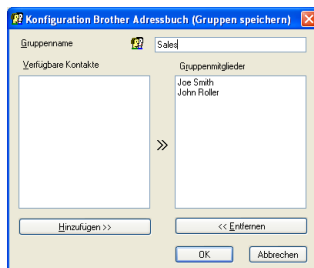 Konfiguration Brother Adressbuch (Gruppen speichern)
Gruppenname
Sales
Verfügbare Kontakte
Gruppenmitglieder
Joe Smith
John Roller
»
Hinzufügen >>
<< Entfernen
OK
Abbrechen